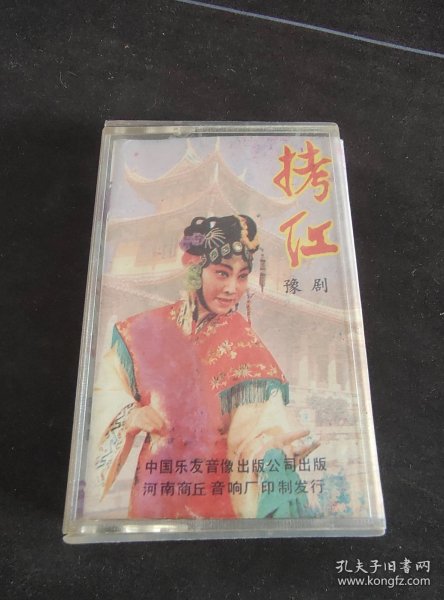 拷红
豫剧
中国乐友音像出版公司出版
河南商丘音响厂印制发行
孔夫子旧书网
www.kongfz.com